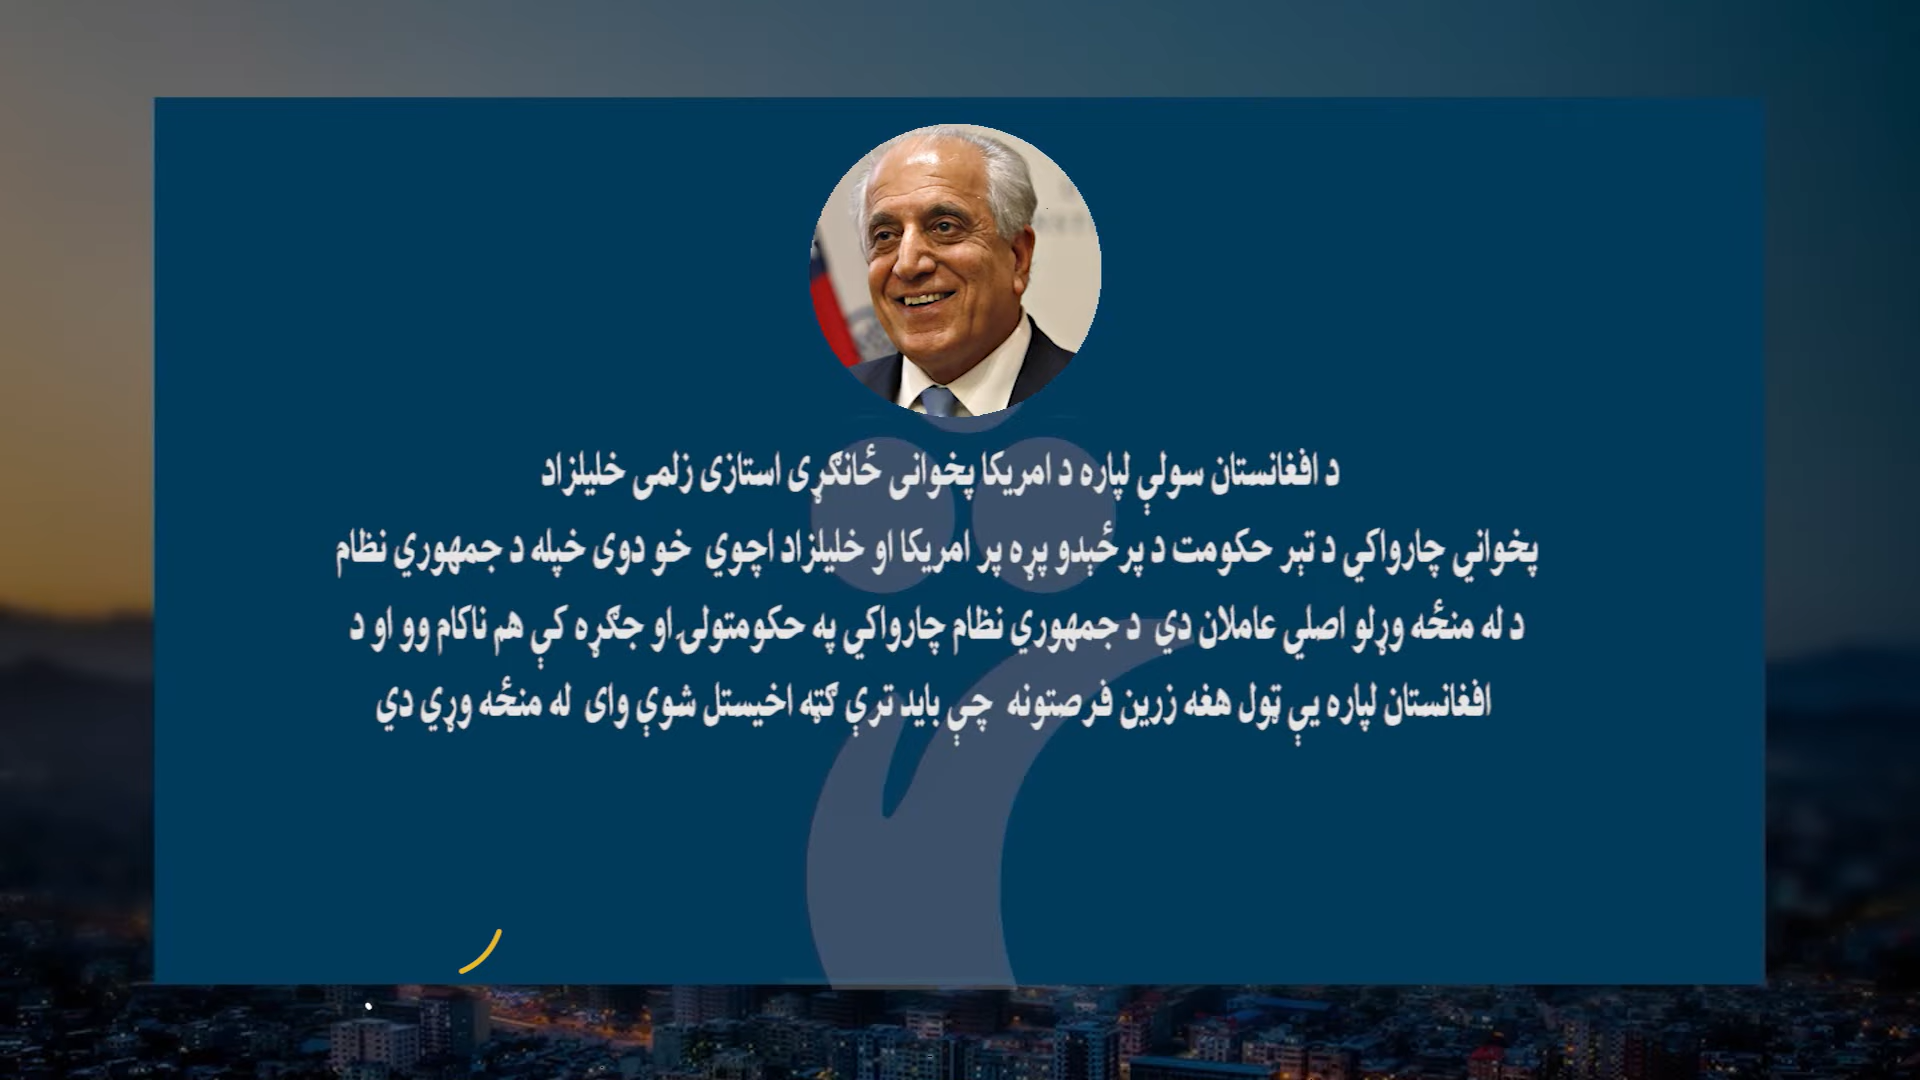 د افغانستان سولې لپاره د امریکا پخوانی ځانګړی استازی زلمی خلیلزاد
پخواني چارواکي د تېر حکومت د پرځېدو پړه پر امریکا او خلیلزاد اچوي خو دوی خپله د جمهوري نظام
د له منځه وړلو اصلي عاملان دي د جمهوري نظام چارواکي په حکومتولۍ او جګړه کې هم ناکام وو او د
افغانستان لپاره یې ټول هغه زرین فرصتونه چې باید ترې ګټه اخیستل شوې وای له منځه وړي دي